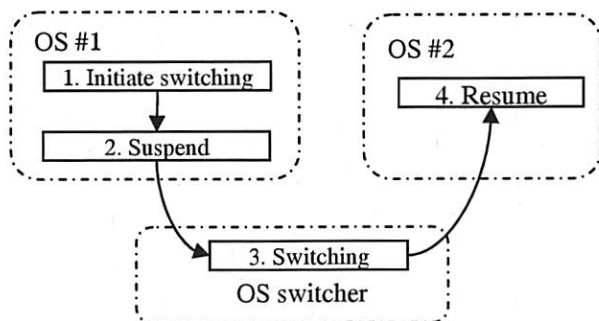 OS #1
1. Initiate switching
2. Suspend
OS #2
4. Resume
3. Switching
OS switcher